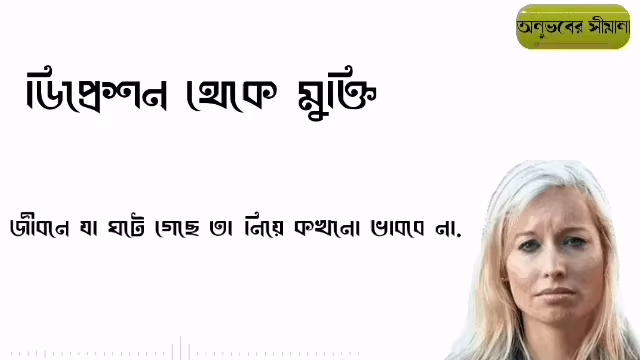 অনুভবের সীমানা
ডিপ্রেশন থেকে মুক্তি
জীবনে যা ঘটে গেছে তা নিয়ে কখনো ভাববে না.